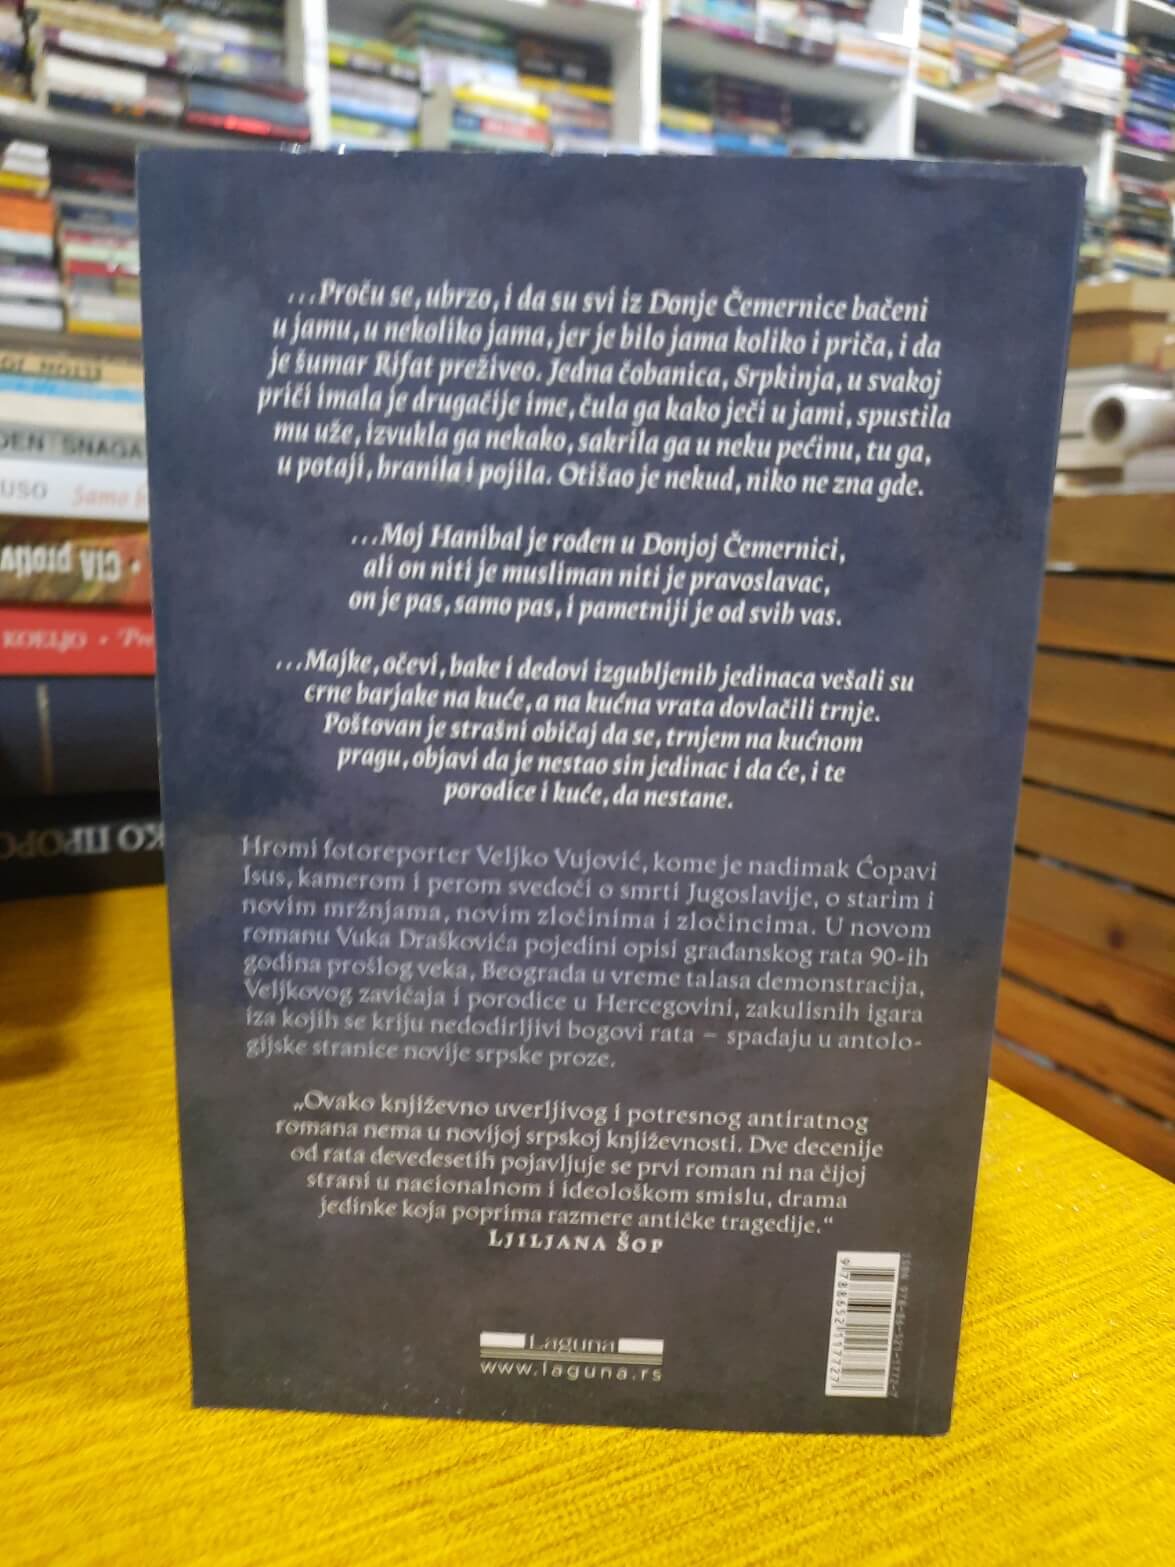 ...Proču se, ubrzo, i da su svi iz Donje Čemernice bačeni
u jamu, u nekoliko jama, jer je bilo jama koliko i priča, i da
je šumar Rifat preživeo. Jedna čobanica, Srpkinja, u svakoj
priči imala je drugačije ime, čula ga kako ječi u jami, spustila
mu uže, izvukla ga nekako, sakrila ga u neku pećinu, tu ga,
u potaji, hranila i pojila. Otišao je nekud, niko ne zna gde.
...Moj Hanibal je rođen u Donjoj Čemernici,
ali on niti je musliman niti je pravoslavac,
on je pas, samo pas, i pametniji je od svih vas.
...Majke, očevi, bake i dedovi izgubljenih jedinaca vešali su
crne barjake na kuće, a na kućna vrata dovlačili trnje.
Poštovan je strašni običaj da se, trnjem na kućnom
pragu, objavi da je nestao sin jedinac i da će, i te
porodice i kuće, da nestane.
Hromi fotoreporter Veljko Vujović, kome je nadimak Ćopavi
Isus, kamerom i perom svedoči o smrti Jugoslavije, o starim i
novim mržnjama, novim zločinima i zločincima. U novom
romanu Vuka Draškovića pojedini opisi građanskog rata 90-ih
godina prošlog veka, Beograda u vreme talasa demonstracija,
Veljkovog zavičaja i porodice u Hercegovini, zakulisnih igara
iza kojih se kriju nedodirljivi bogovi rata – spadaju u antolo-
gijske stranice novije srpske proze.
„Ovako književno uverljivog i potresnog antiratnog
romana nema u novijoj srpskoj književnosti. Dve decenije
od rata devedesetih pojavljuje se prvi roman ni na čijoj
strani u nacionalnom i ideološkom smislu, drama
jedinke koja poprima razmere antičke tragedije.“
Ljiljana Šop
Laguna
www.laguna.rs
9788652117727
DEN SNAGA
USO
Samo
CIA protiv
КОЕЉО